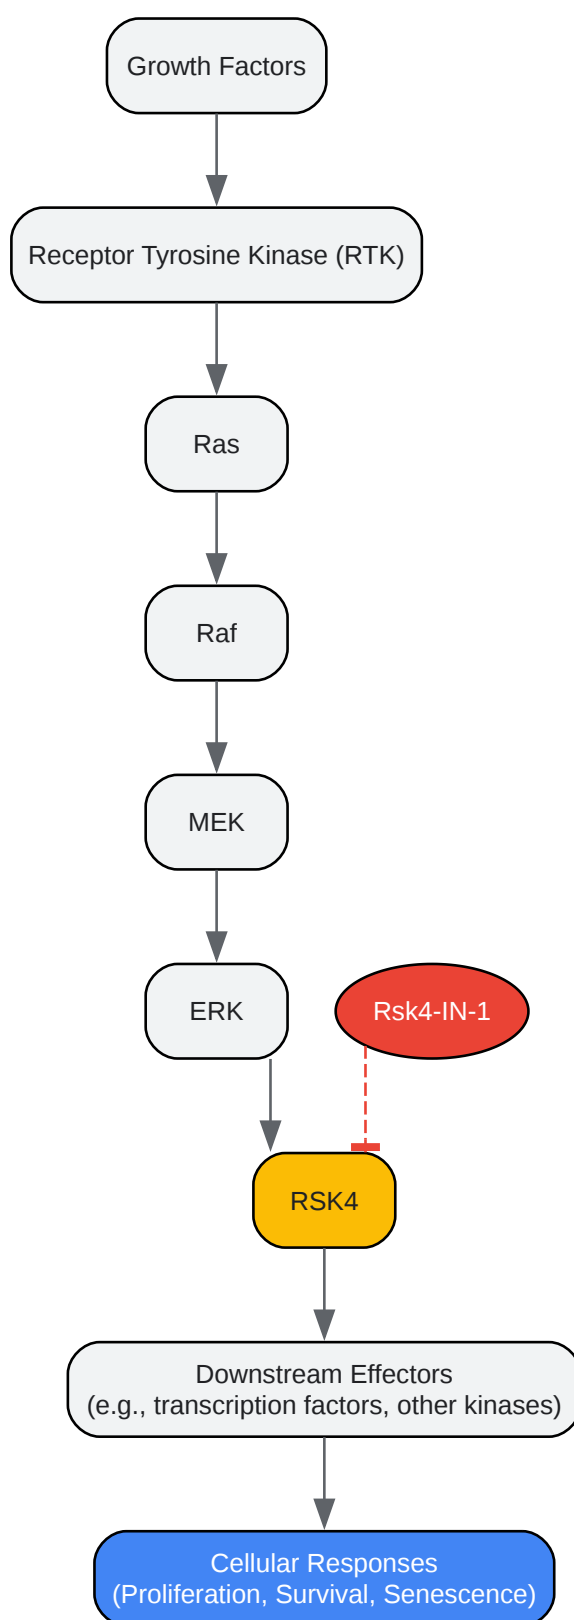 Growth Factors
Receptor Tyrosine Kinase (RTK)
Ras
Raf
MEK
ERK
Rsk4-IN-1
RSK4
Downstream Effectors
(e.g., transcription factors, other kinases)
Cellular Responses
(Proliferation, Survival, Senescence)